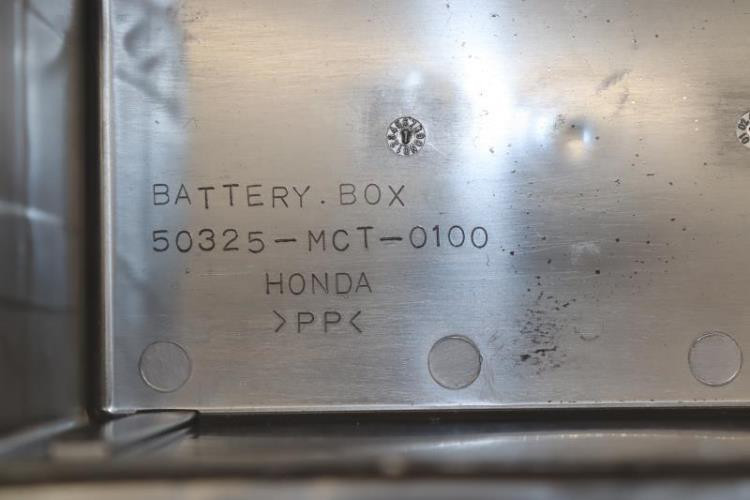 BATTERY.BOX
50325-MCT-0100
HONDA
>PP<